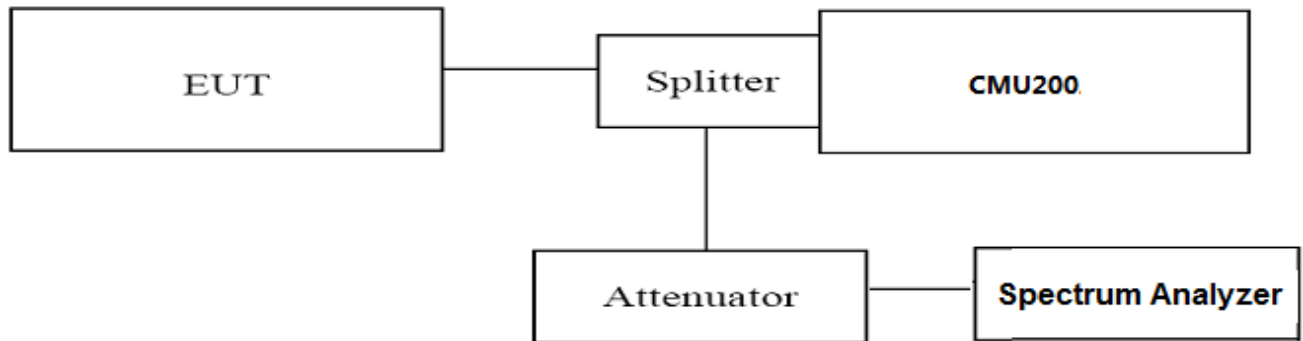 EUT
Splitter
CMU200
Attenuator
Spectrum Analyzer